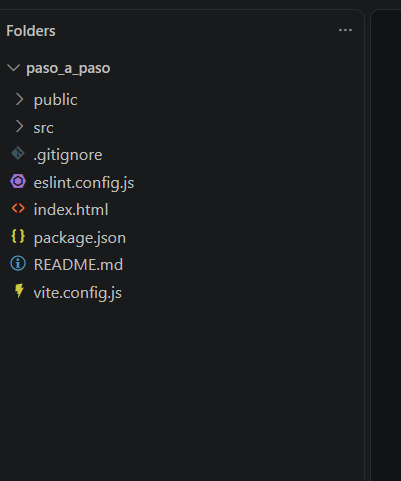 Folders
paso_a_paso
public
src
.gitignore
eslint.config.js
index.html
package.json
README.md
vite.config.js